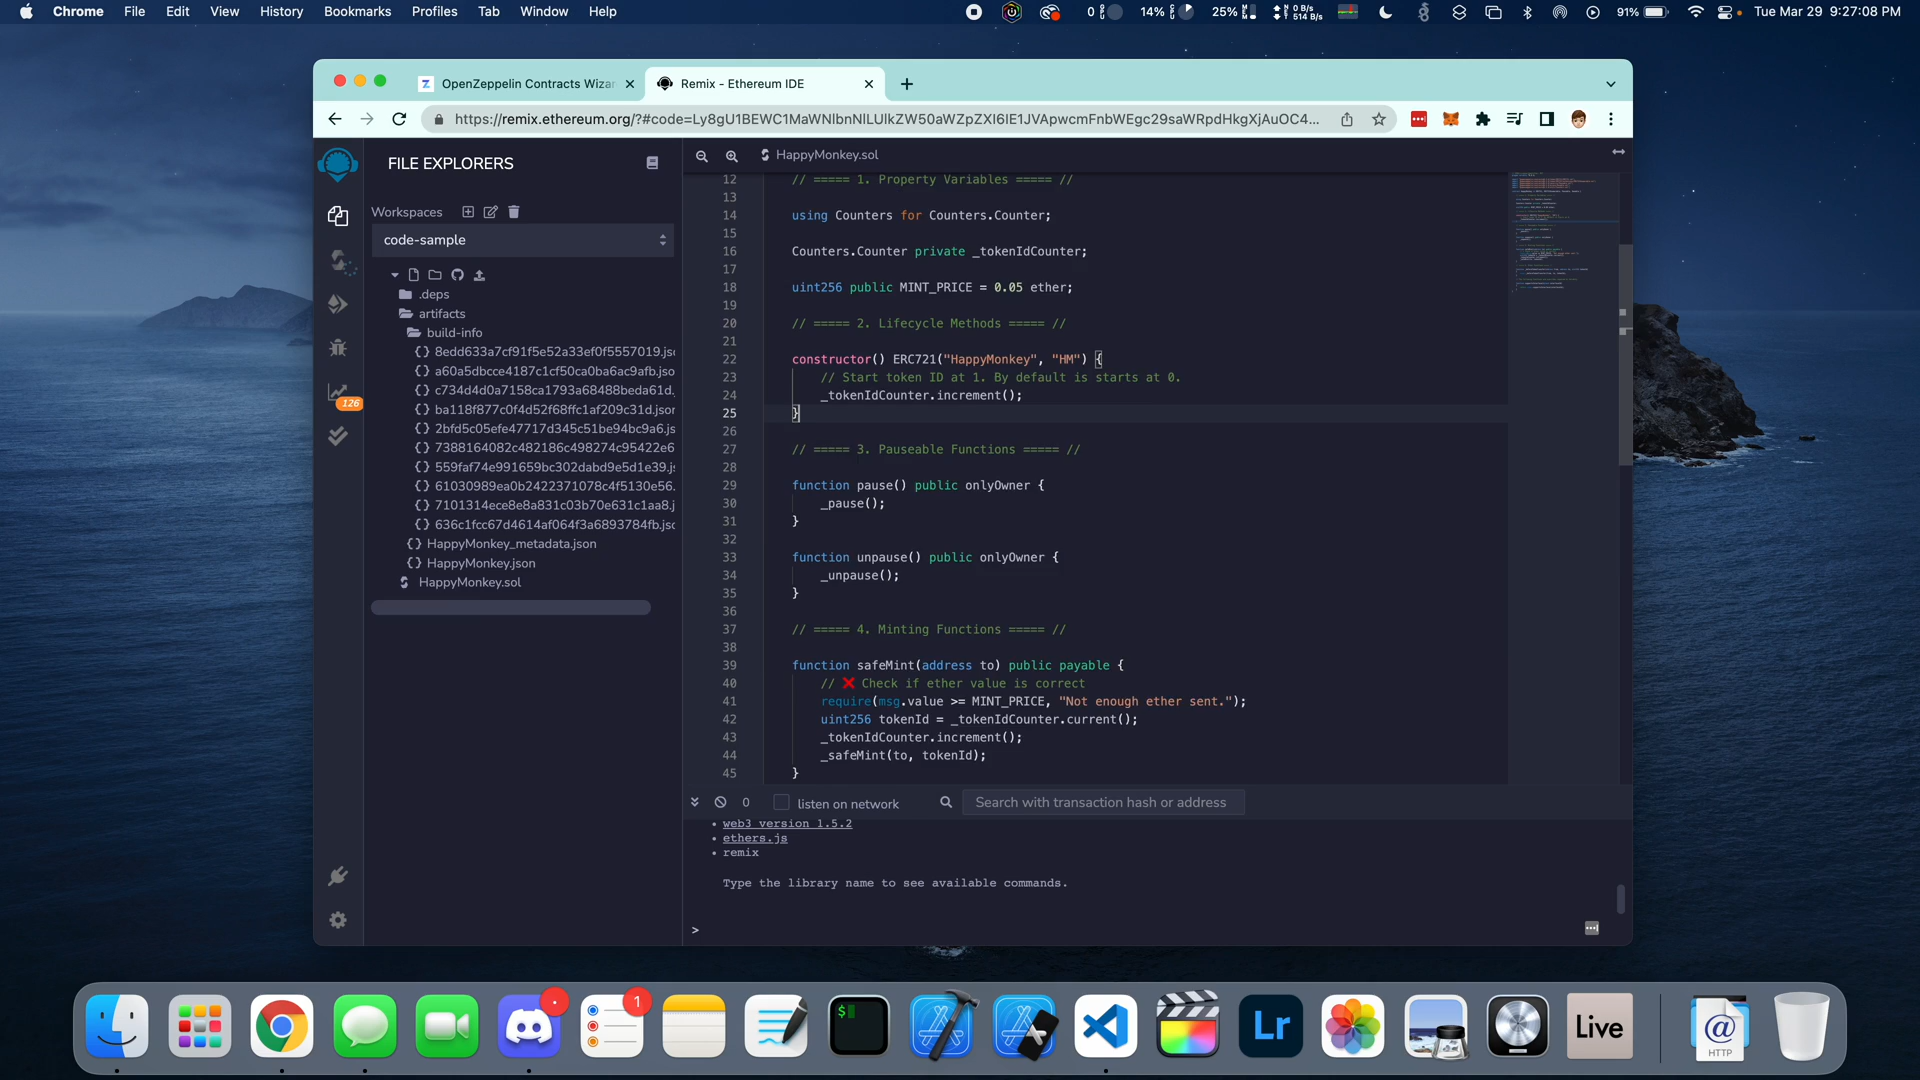 Chrome File Edit View History Bookmarks Profiles Tab Window Help
0 14% 25% 0 B/s 514 B/s 91% Tue Mar 29 9:27:08 PM
OpenZeppelin Contracts Wizar
Remix - Ethereum IDE
https://remix.ethereum.org/?#code=Ly8gU1BEWC1MaWNlbnNlLUlkZW50aWZpZXI6IE1JVApwcmFnbWEgc29saWRpdHkgXjAuOC4...
FILE EXPLORERS
HappyMonkey.sol
Workspaces
code-sample
.deps
artifacts
build-info
8edd633a7cf91f5e52a33ef0f5557019.jso
a60a5dbcce4187c1cf50ca0ba6ac9afb.jso
c734d4d0a7158ca1793a68488beda61d.
ba118f877c0f4d52f68ffc1af209c31d.jsor
2bfd5c05efe47717d345c51be94bc9a6.js
7388164082c482186c498274c95422e6
559faf74e991659bc302dabd9e5d1e39.js
61030989ea0b2422371078c4f5130e56.
7101314ece8e8a831c03b70e631c1aa8.j
636c1fcc67d4614af064f3a6893784fb.jso
HappyMonkey_metadata.json
HappyMonkey.json
HappyMonkey.sol
126
12 // ===== 1. Property Variables ===== //
13
14 using Counters for Counters.Counter;
15
16 Counters.Counter private _tokenIdCounter;
17
18 uint256 public MINT_PRICE = 0.05 ether;
19
20 // ===== 2. Lifecycle Methods ===== //
21
22 constructor() ERC721("HappyMonkey", "HM") {
23 // Start token ID at 1. By default is starts at 0.
24 _tokenIdCounter.increment();
25 }
26
27 // ===== 3. Pauseable Functions ===== //
28
29 function pause() public onlyOwner {
30 _pause();
31 }
32
33 function unpause() public onlyOwner {
34 _unpause();
35 }
36
37 // ===== 4. Minting Functions ===== //
38
39 function safeMint(address to) public payable {
40 // ❌ Check if ether value is correct
41 require(msg.value >= MINT_PRICE, "Not enough ether sent.");
42 uint256 tokenId = _tokenIdCounter.current();
43 _tokenIdCounter.increment();
44 _safeMint(to, tokenId);
45 }
0 listen on network Search with transaction hash or address
• web3 version 1.5.2
• ethers.js
• remix
Type the library name to see available commands.
>
1
$
Lr
Live
@
HTTP